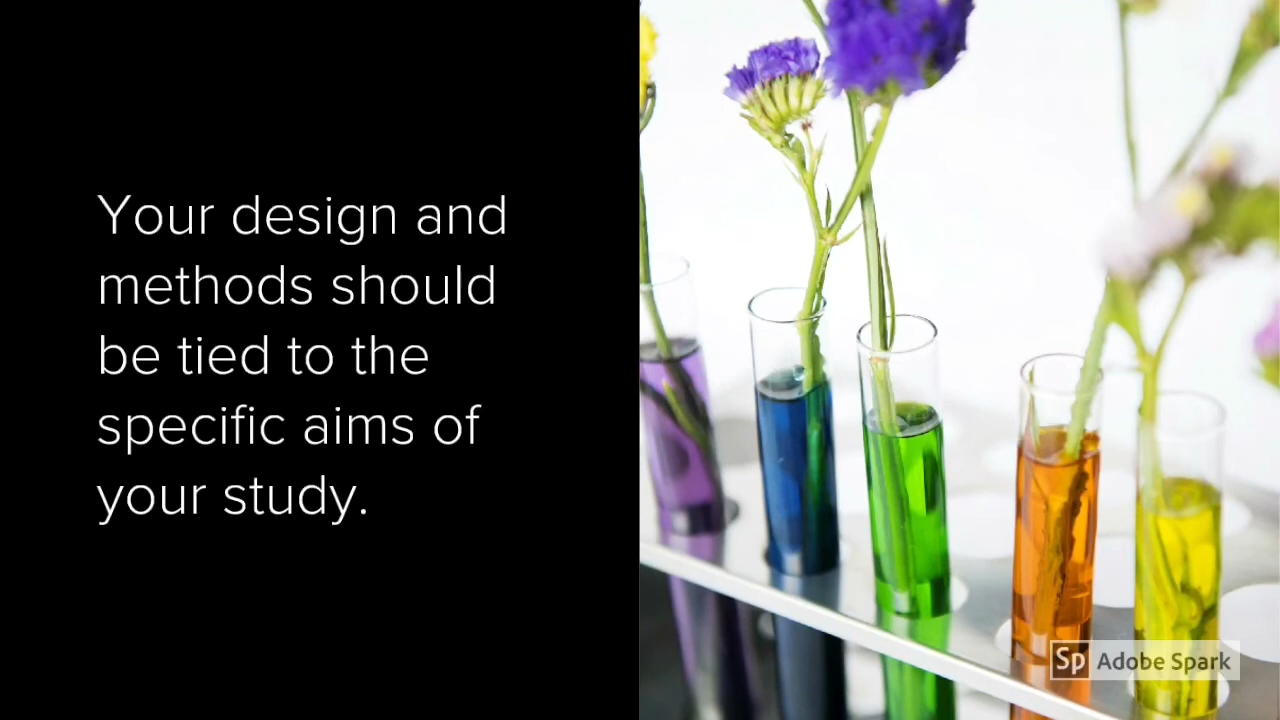 Your design and
methods should
be tied to the
specific aims of
your study.
Sp Adobe Spark